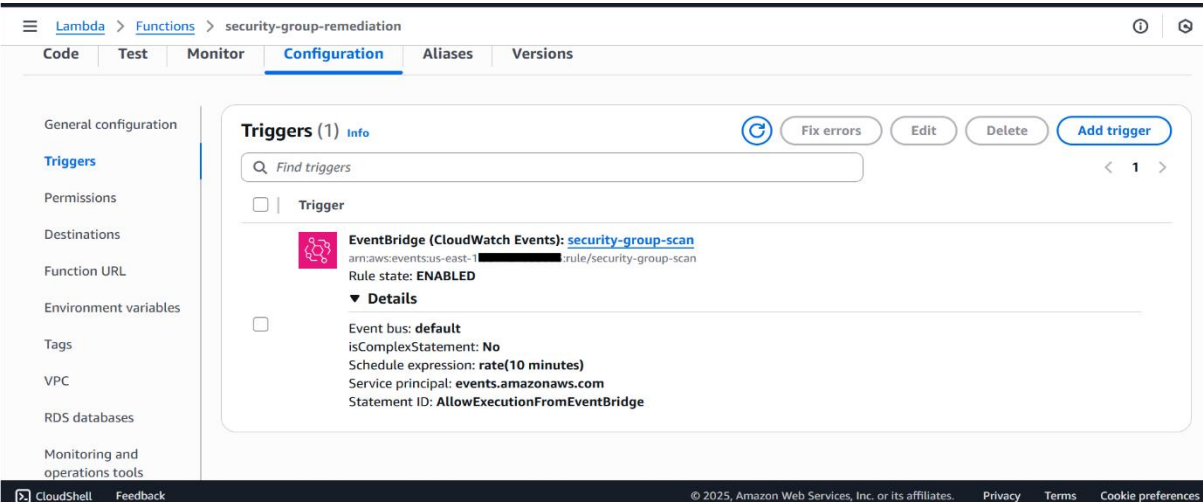 Lambda > Functions > security-group-remediation
Code Test Monitor Configuration Aliases Versions
General configuration
Triggers
Permissions
Destinations
Function URL
Environment variables
Tags
VPC
RDS databases
Monitoring and
operations tools
Triggers (1) Info
Fix errors Edit Delete Add trigger
Find triggers
< 1 >
Trigger
EventBridge (CloudWatch Events): security-group-scan
arn:aws:events:us-east-1 :rule/security-group-scan
Rule state: ENABLED
▼ Details
Event bus: default
isComplexStatement: No
Schedule expression: rate(10 minutes)
Service principal: events.amazonaws.com
Statement ID: AllowExecutionFromEventBridge
CloudShell Feedback © 2025, Amazon Web Services, Inc. or its affiliates. Privacy Terms Cookie preferences